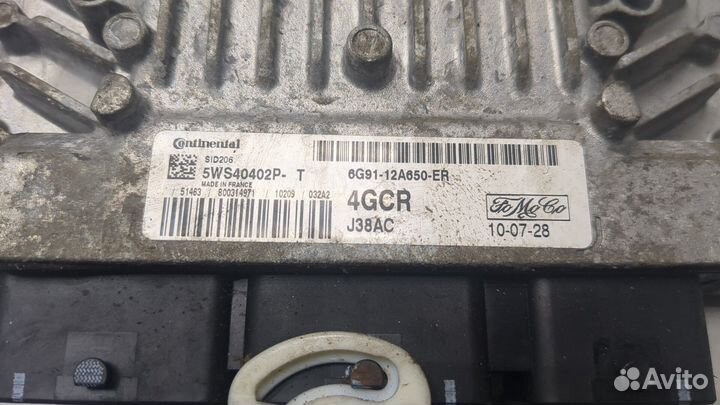 Continental
SID206
5WS40402P- T
MADE IN FRANCE
51463 / 800314971 / 10209 032A2
6G91-12A650-ER
4GCR
J38AC
FoMoCo
10-07-28
Avito